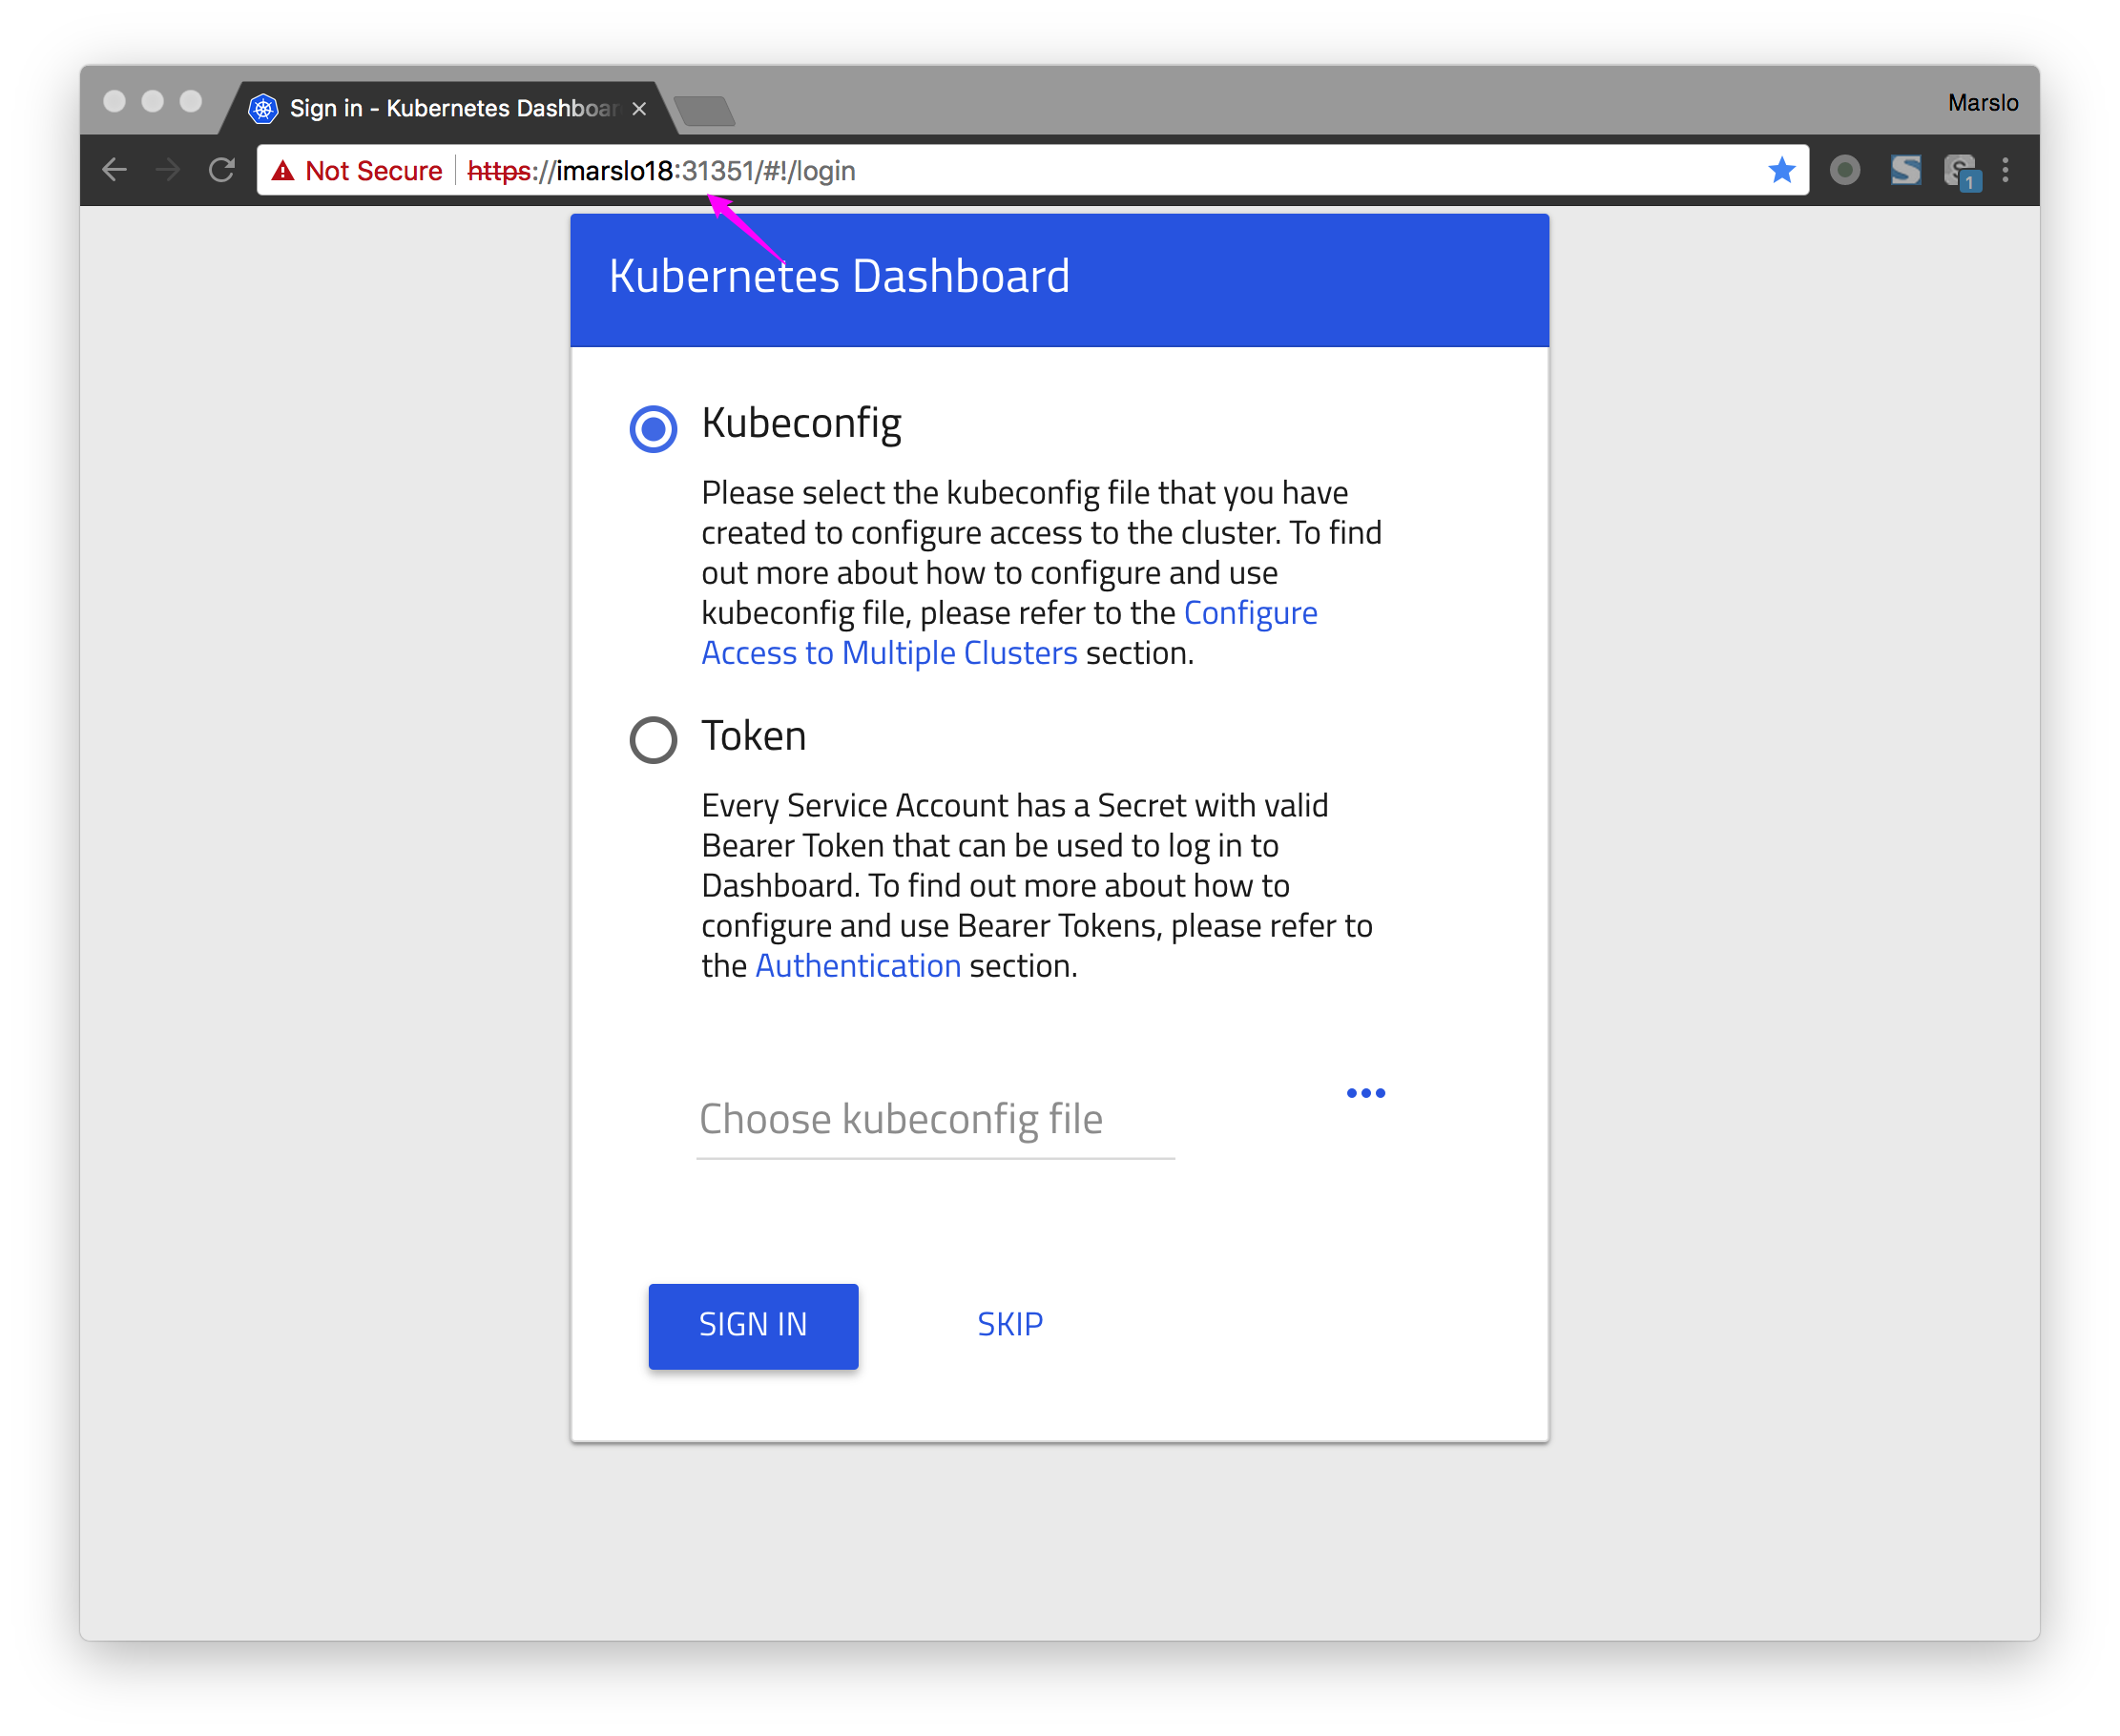 Sign in - Kubernetes Dashboar
Marslo
Not Secure https://imarslo18:31351/#!/login
1
Kubernetes Dashboard
Kubeconfig
Please select the kubeconfig file that you have
created to configure access to the cluster. To find
out more about how to configure and use
kubeconfig file, please refer to the Configure
Access to Multiple Clusters section.
Token
Every Service Account has a Secret with valid
Bearer Token that can be used to log in to
Dashboard. To find out more about how to
configure and use Bearer Tokens, please refer to
the Authentication section.
Choose kubeconfig file
SIGN IN SKIP